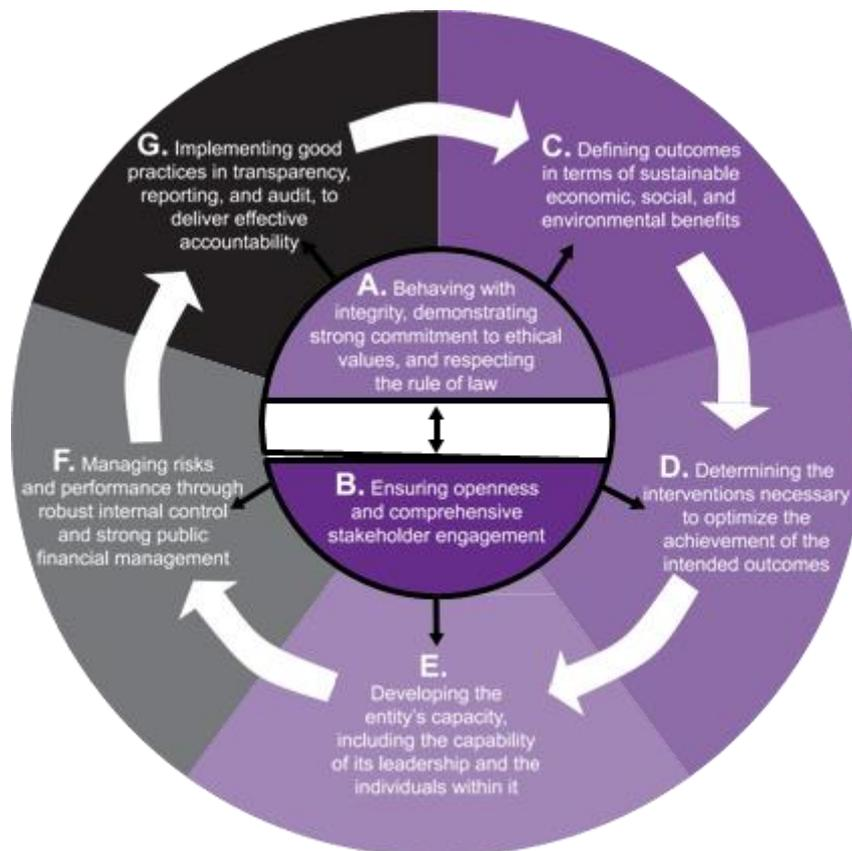 G. Implementing good
practices in transparency,
reporting, and audit, to
deliver effective
accountability
C. Defining outcomes
in terms of sustainable
economic, social, and
environmental benefits
A. Behaving with
integrity, demonstrating
strong commitment to ethical
values, and respecting
the rule of law
F. Managing risks
and performance through
robust internal control
and strong public
financial management
B. Ensuring openness
and comprehensive
stakeholder engagement
D. Determining the
interventions necessary
to optimize the
achievement of the
intended outcomes
E.
Developing the
entity's capacity,
including the capability
of its leadership and the
individuals within it